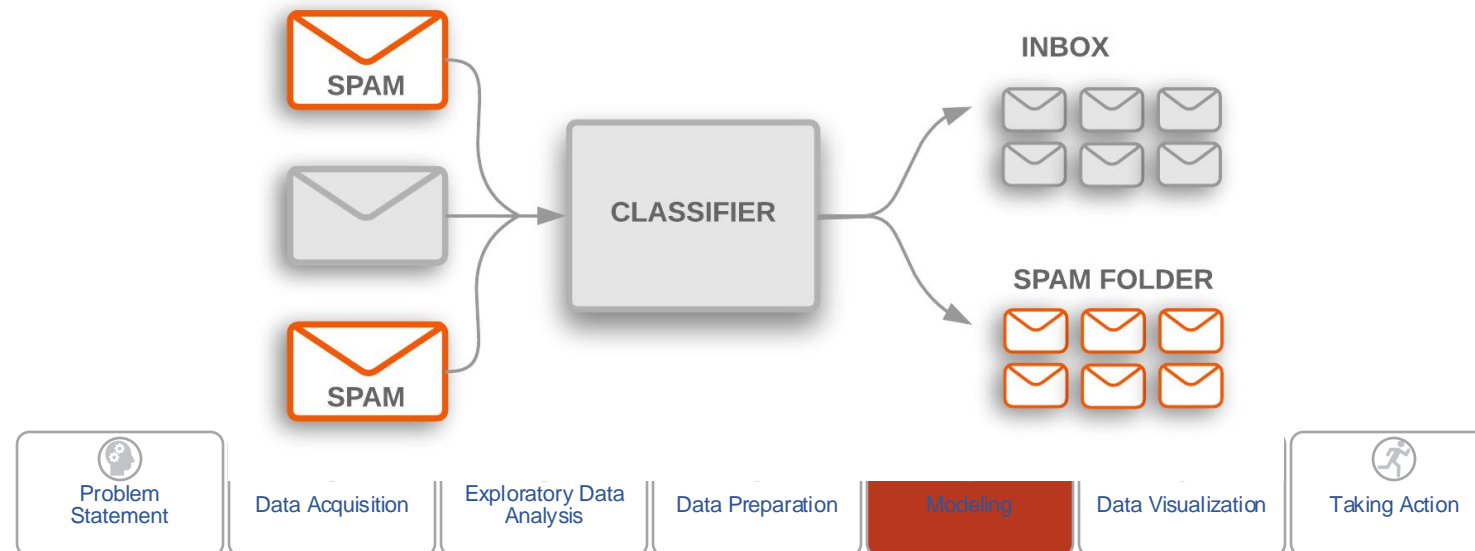 SPAM
INBOX
CLASSIFIER
SPAM FOLDER
SPAM
Problem
Statement
Data Acquisition
Exploratory Data
Analysis
Data Preparation
Modeling
Data Visualization
Taking Action